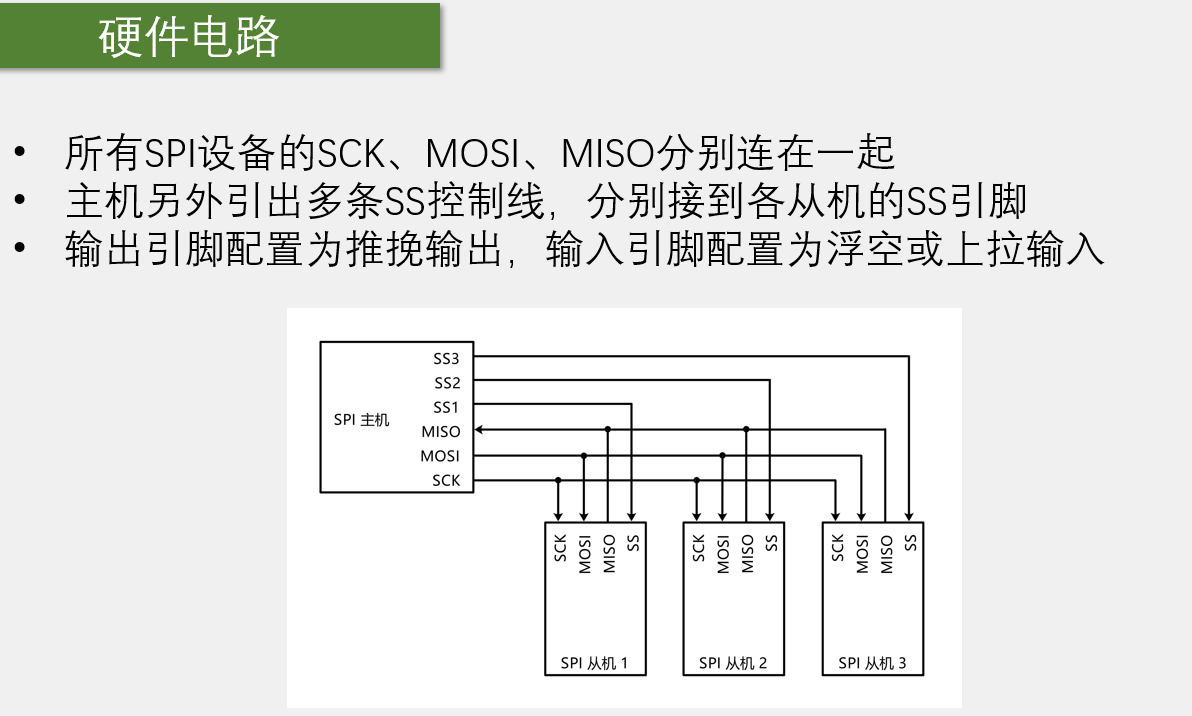 硬件电路
• 所有SPI设备的SCK、MOSI、MISO分别连在一起
• 主机另外引出多条SS控制线，分别接到各从机的SS引脚
• 输出引脚配置为推挽输出，输入引脚配置为浮空或上拉输入
SPI 主机
SS3
SS2
SS1
MISO
MOSI
SCK
SCK
MOSI
MISO
SS
SPI 从机 1
SCK
MOSI
MISO
SS
SPI 从机 2
SCK
MOSI
MISO
SS
SPI 从机 3